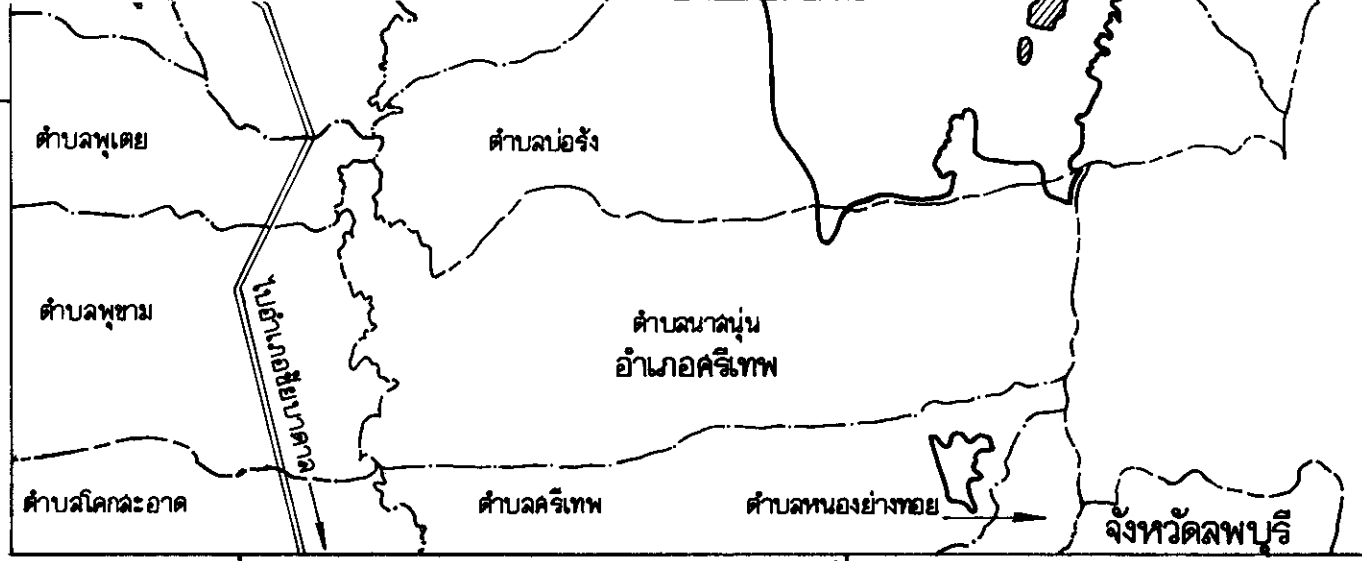 ตำบลพุเตย
ตำบลบ่อรัง
ตำบลพุขาม
ไปอำเภอชัยบาดาล
ตำบลนาสนุ่น
อำเภอศรีเทพ
ตำบลโคกสะอาด
ตำบลศรีเทพ
ตำบลหนองย่างทอย
จังหวัดลพบุรี